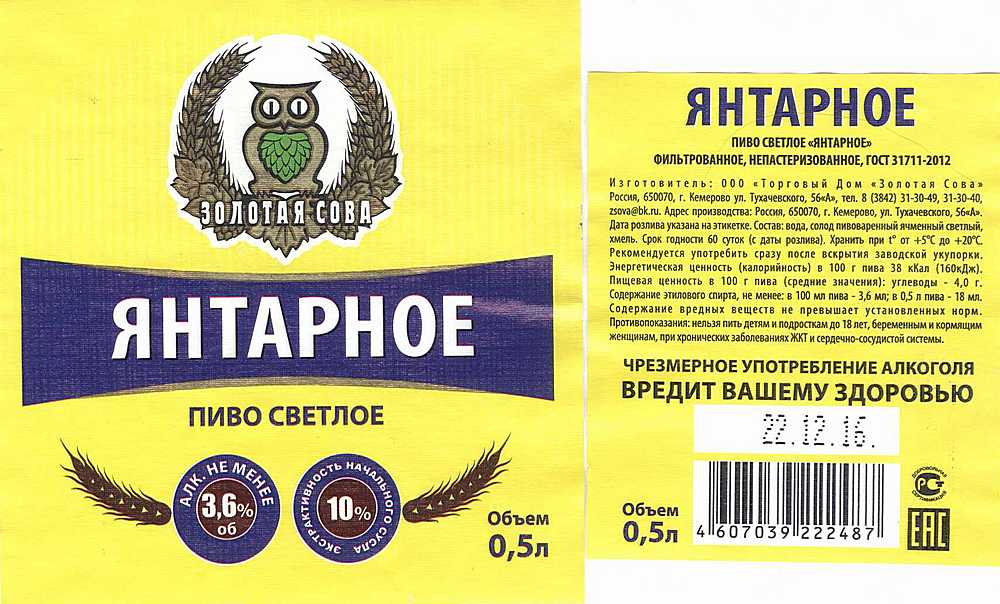 ЗОЛОТАЯ СОВА
ЯНТАРНОЕ
ПИВО СВЕТЛОЕ
АЛК. НЕ МЕНЕЕ
3,6%
об
ЭКСТРАКТИВНОСТЬ НАЧАЛЬНОГО СУСЛА
10%
Объем
0,5л
ЯНТАРНОЕ
ПИВО СВЕТЛОЕ «ЯНТАРНОЕ»
ФИЛЬТРОВАННОЕ, НЕПАСТЕРИЗОВАННОЕ, ГОСТ 31711-2012
Изготовитель: ООО «Торговый Дом «Золотая Сова»
Россия, 650070, г. Кемерово ул. Тухачевского, 56«А», тел. 8 (3842) 31-30-49, 31-30-40,
zsova@bk.ru. Адрес производства: Россия, 650070, г. Кемерово, ул. Тухачевского, 56«А».
Дата розлива указана на этикетке. Состав: вода, солод пивоваренный ячменный светлый,
хмель. Срок годности 60 суток (с даты розлива). Хранить при t° от +5°С до +20°С.
Рекомендуется употребить сразу после вскрытия заводской укупорки.
Энергетическая ценность (калорийность) в 100 г пива 38 кКал (160кДж).
Пищевая ценность в 100 г пива (средние значения): углеводы - 4,0 г.
Содержание этилового спирта, не менее: в 100 мл пива - 3,6 мл; в 0,5 л пива - 18 мл.
Содержание вредных веществ не превышает установленных норм.
Противопоказания: нельзя пить детям и подросткам до 18 лет, беременным и кормящим
женщинам, при хронических заболеваниях ЖКТ и сердечно-сосудистой системы.
ЧРЕЗМЕРНОЕ УПОТРЕБЛЕНИЕ АЛКОГОЛЯ
ВРЕДИТ ВАШЕМУ ЗДОРОВЬЮ
22.12.16.
Объем
0,5л
4 607039 222487
ДОБРОВОЛЬНАЯ
СЕРТИФИКАЦИЯ
EAC